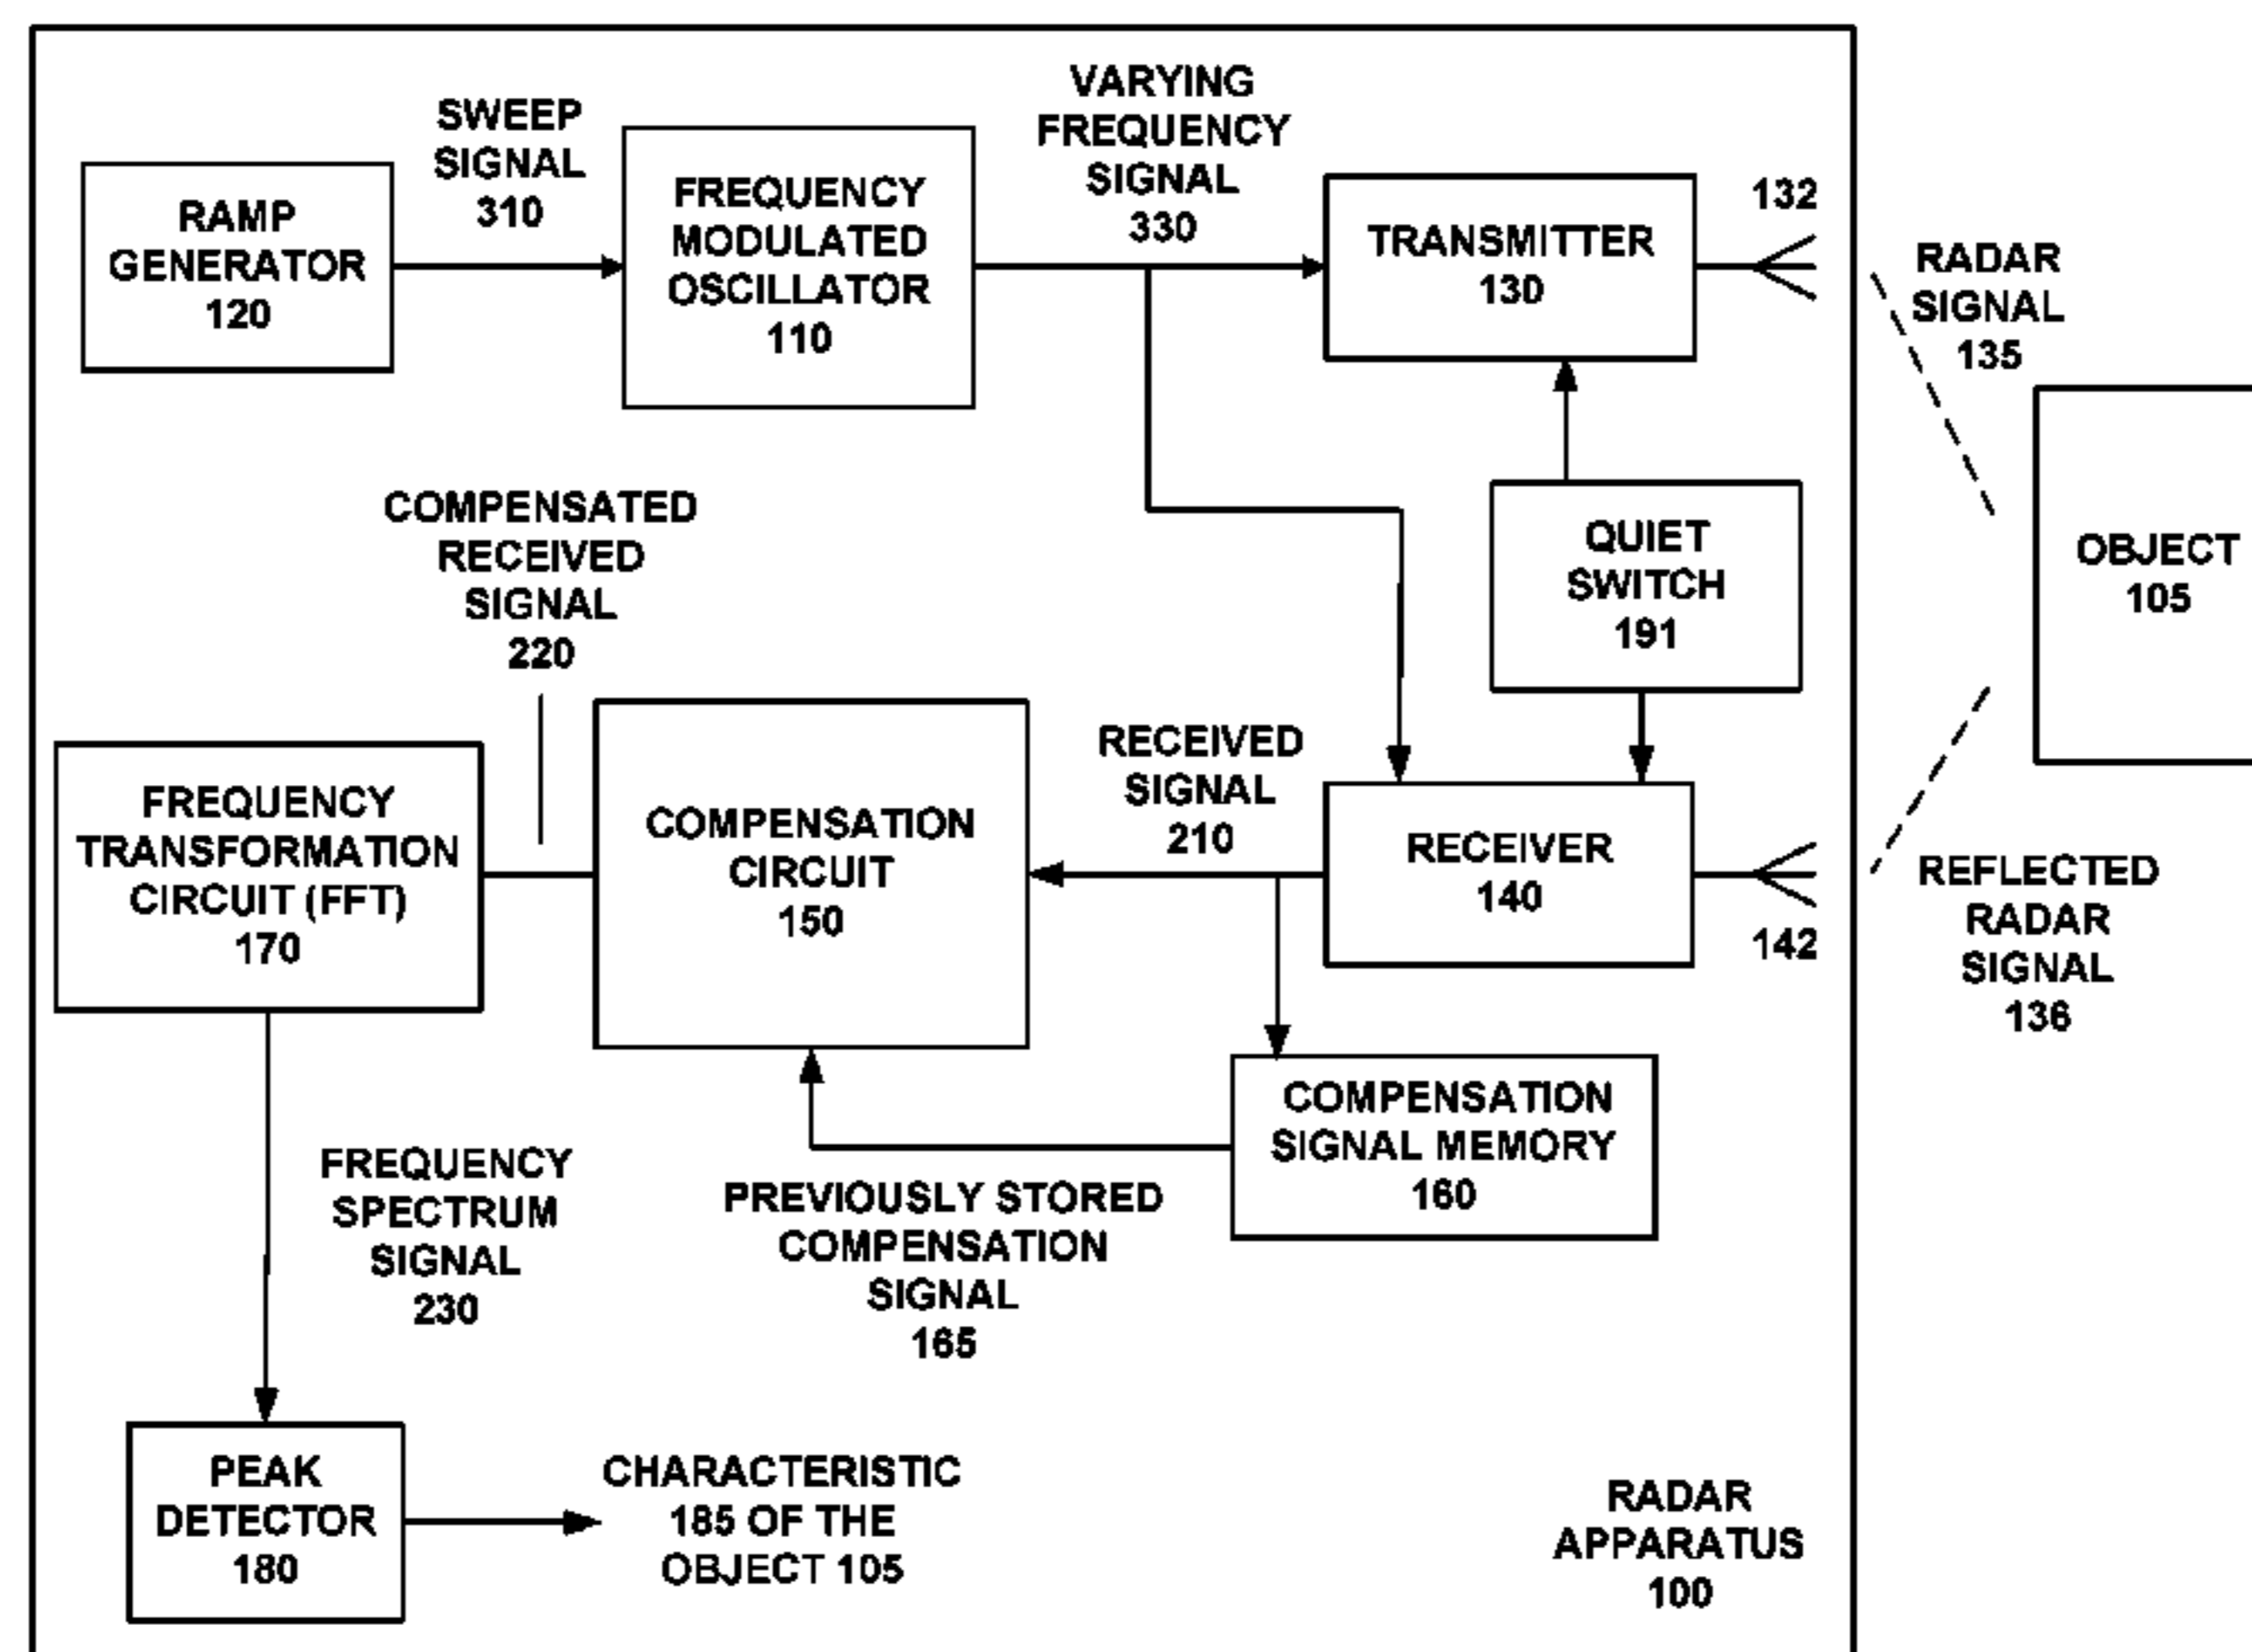 SWEEP
SIGNAL
310
VARYING
FREQUENCY
SIGNAL
330
RAMP
GENERATOR
120
FREQUENCY
MODULATED
OSCILLATOR
110
TRANSMITTER
130
132
RADAR
SIGNAL
135
COMPENSATED
RECEIVED
SIGNAL
220
QUIET
SWITCH
191
OBJECT
105
FREQUENCY
TRANSFORMATION
CIRCUIT (FFT)
170
COMPENSATION
CIRCUIT
150
RECEIVED
SIGNAL
210
RECEIVER
140
142
REFLECTED
RADAR
SIGNAL
136
COMPENSATION
SIGNAL MEMORY
160
FREQUENCY
SPECTRUM
SIGNAL
230
PREVIOUSLY STORED
COMPENSATION
SIGNAL
165
PEAK
DETECTOR
180
CHARACTERISTIC
185 OF THE
OBJECT 105
RADAR
APPARATUS
100